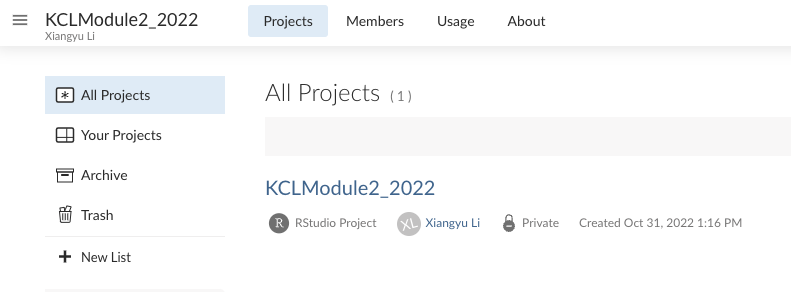 KCLModule2_2022
Xiangyu Li
Projects Members Usage About
All Projects
Your Projects
Archive
Trash
New List
All Projects (1)
KCLModule2_2022
R RStudio Project XL Xiangyu Li Private Created Oct 31, 2022 1:16 PM